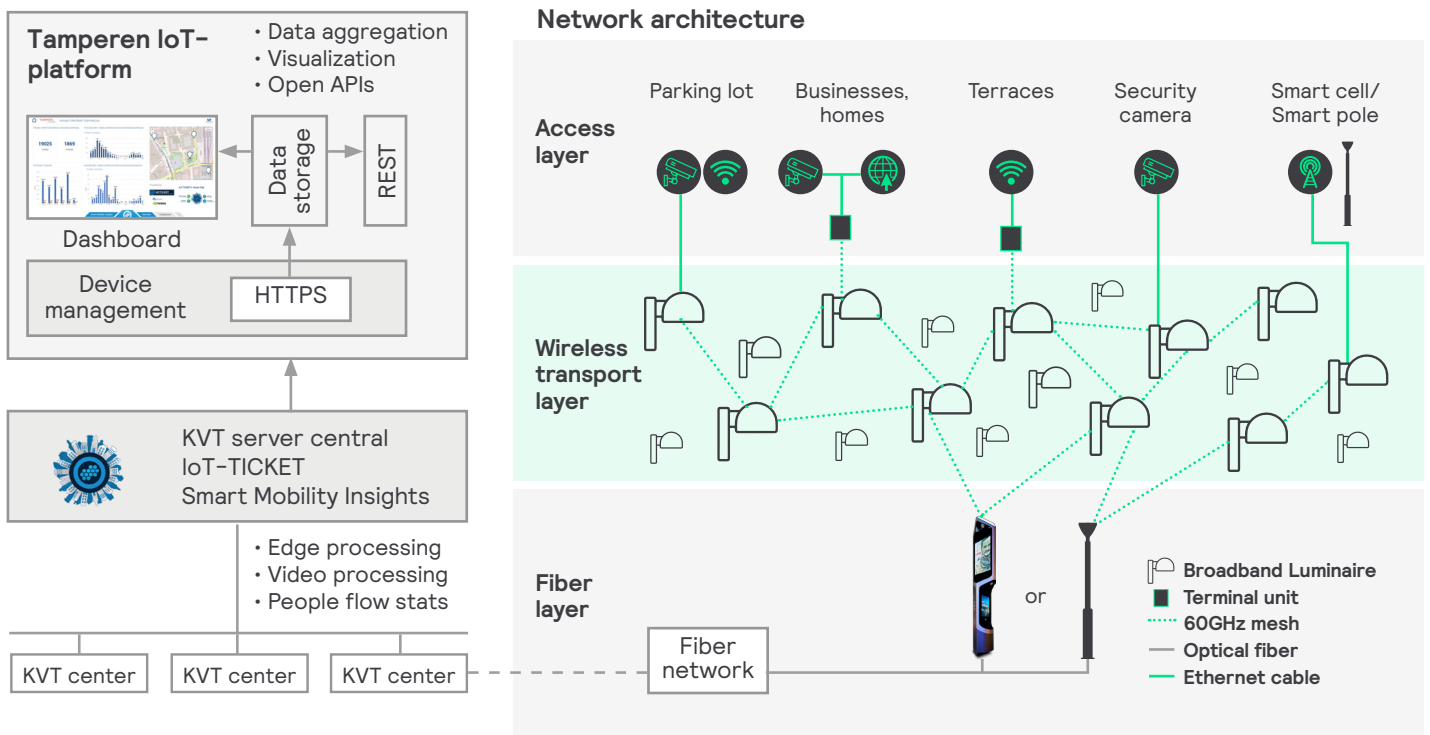 Tamperen IoT-
platform
• Data aggregation
• Visualization
• Open APIs
19025
1869
Dashboard
Data
storage
REST
Device
management
HTTPS
KVT server central
IoT-TICKET
Smart Mobility Insights
• Edge processing
• Video processing
• People flow stats
KVT center
KVT center
KVT center
Network architecture
Access
layer
Parking lot
Businesses,
homes
Terraces
Security
camera
Smart cell/
Smart pole
Wireless
transport
layer
Fiber
layer
Fiber
network
or
Broadband Luminaire
Terminal unit
60GHz mesh
Optical fiber
Ethernet cable